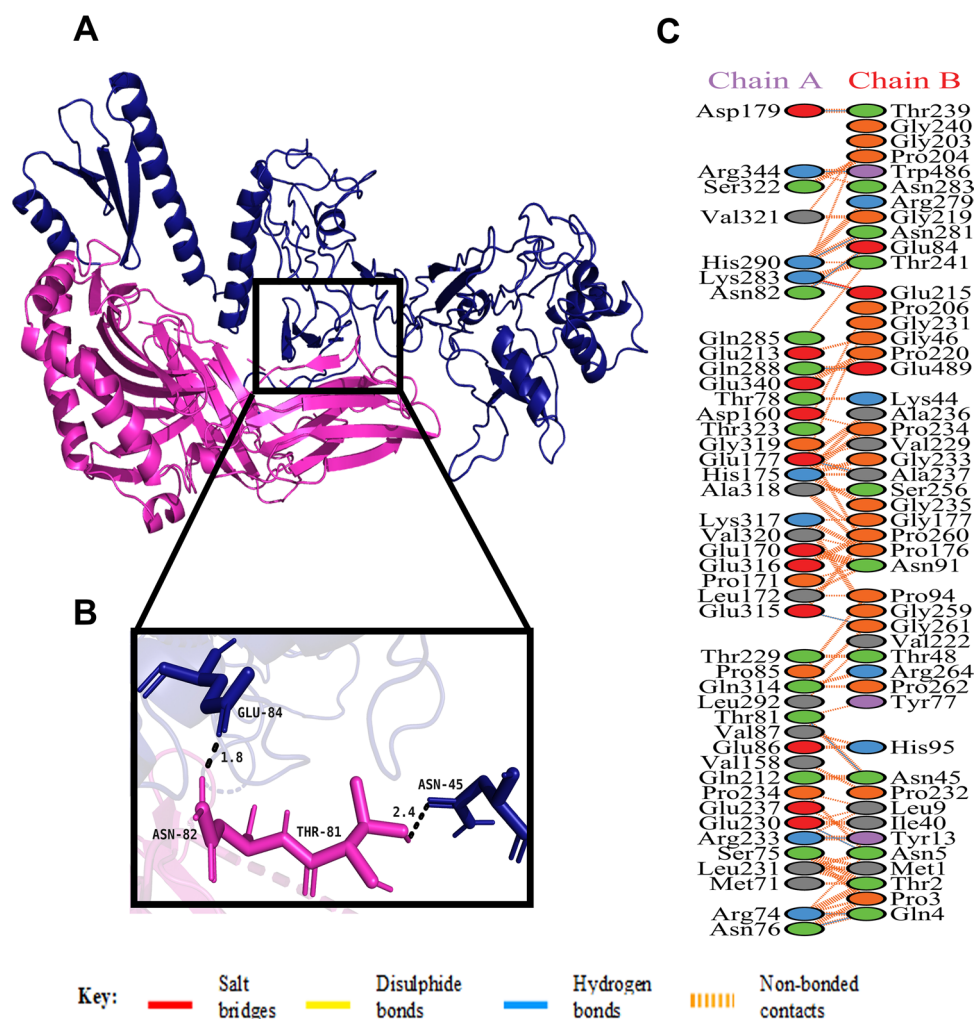 A
C
Chain A Chain B
Asp179 Thr239
Gly240
Gly203
Pro204
Arg344 Trp486
Ser322 Asn283
Arg279
Val321 Gly219
Asn281
Glu84
His290 Thr241
Lys283
Asn82 Glu215
Pro206
Gly231
Gln285 Gly46
Glu213 Pro220
Gln288 Glu489
Glu340
Thr78 Lys44
Asp160 Ala236
Thr323 Pro234
Gly319 Val229
Glu177 Gly233
His175 Ala237
Ala318 Ser256
Gly235
Lys317 Gly177
Val320 Pro260
Glu170 Pro176
Glu316 Asn91
Pro171
Leu172 Pro94
Glu315 Gly259
Gly261
Val222
Thr229 Thr48
Pro85 Arg264
Gln314 Pro262
Leu292 Tyr77
Thr81
Val87
Glu86 His95
Val158
Gln212 Asn45
Pro234 Pro232
Glu237 Leu9
Glu230 Ile40
Arg233 Tyr13
Ser75 Asn5
Leu231 Met1
Met71 Thr2
Pro3
Arg74 Gln4
Asn76
B
GLU-84
1.8
ASN-45
2.4
ASN-82
THR-81
Key: Salt bridges Disulphide bonds Hydrogen bonds Non-bonded contacts